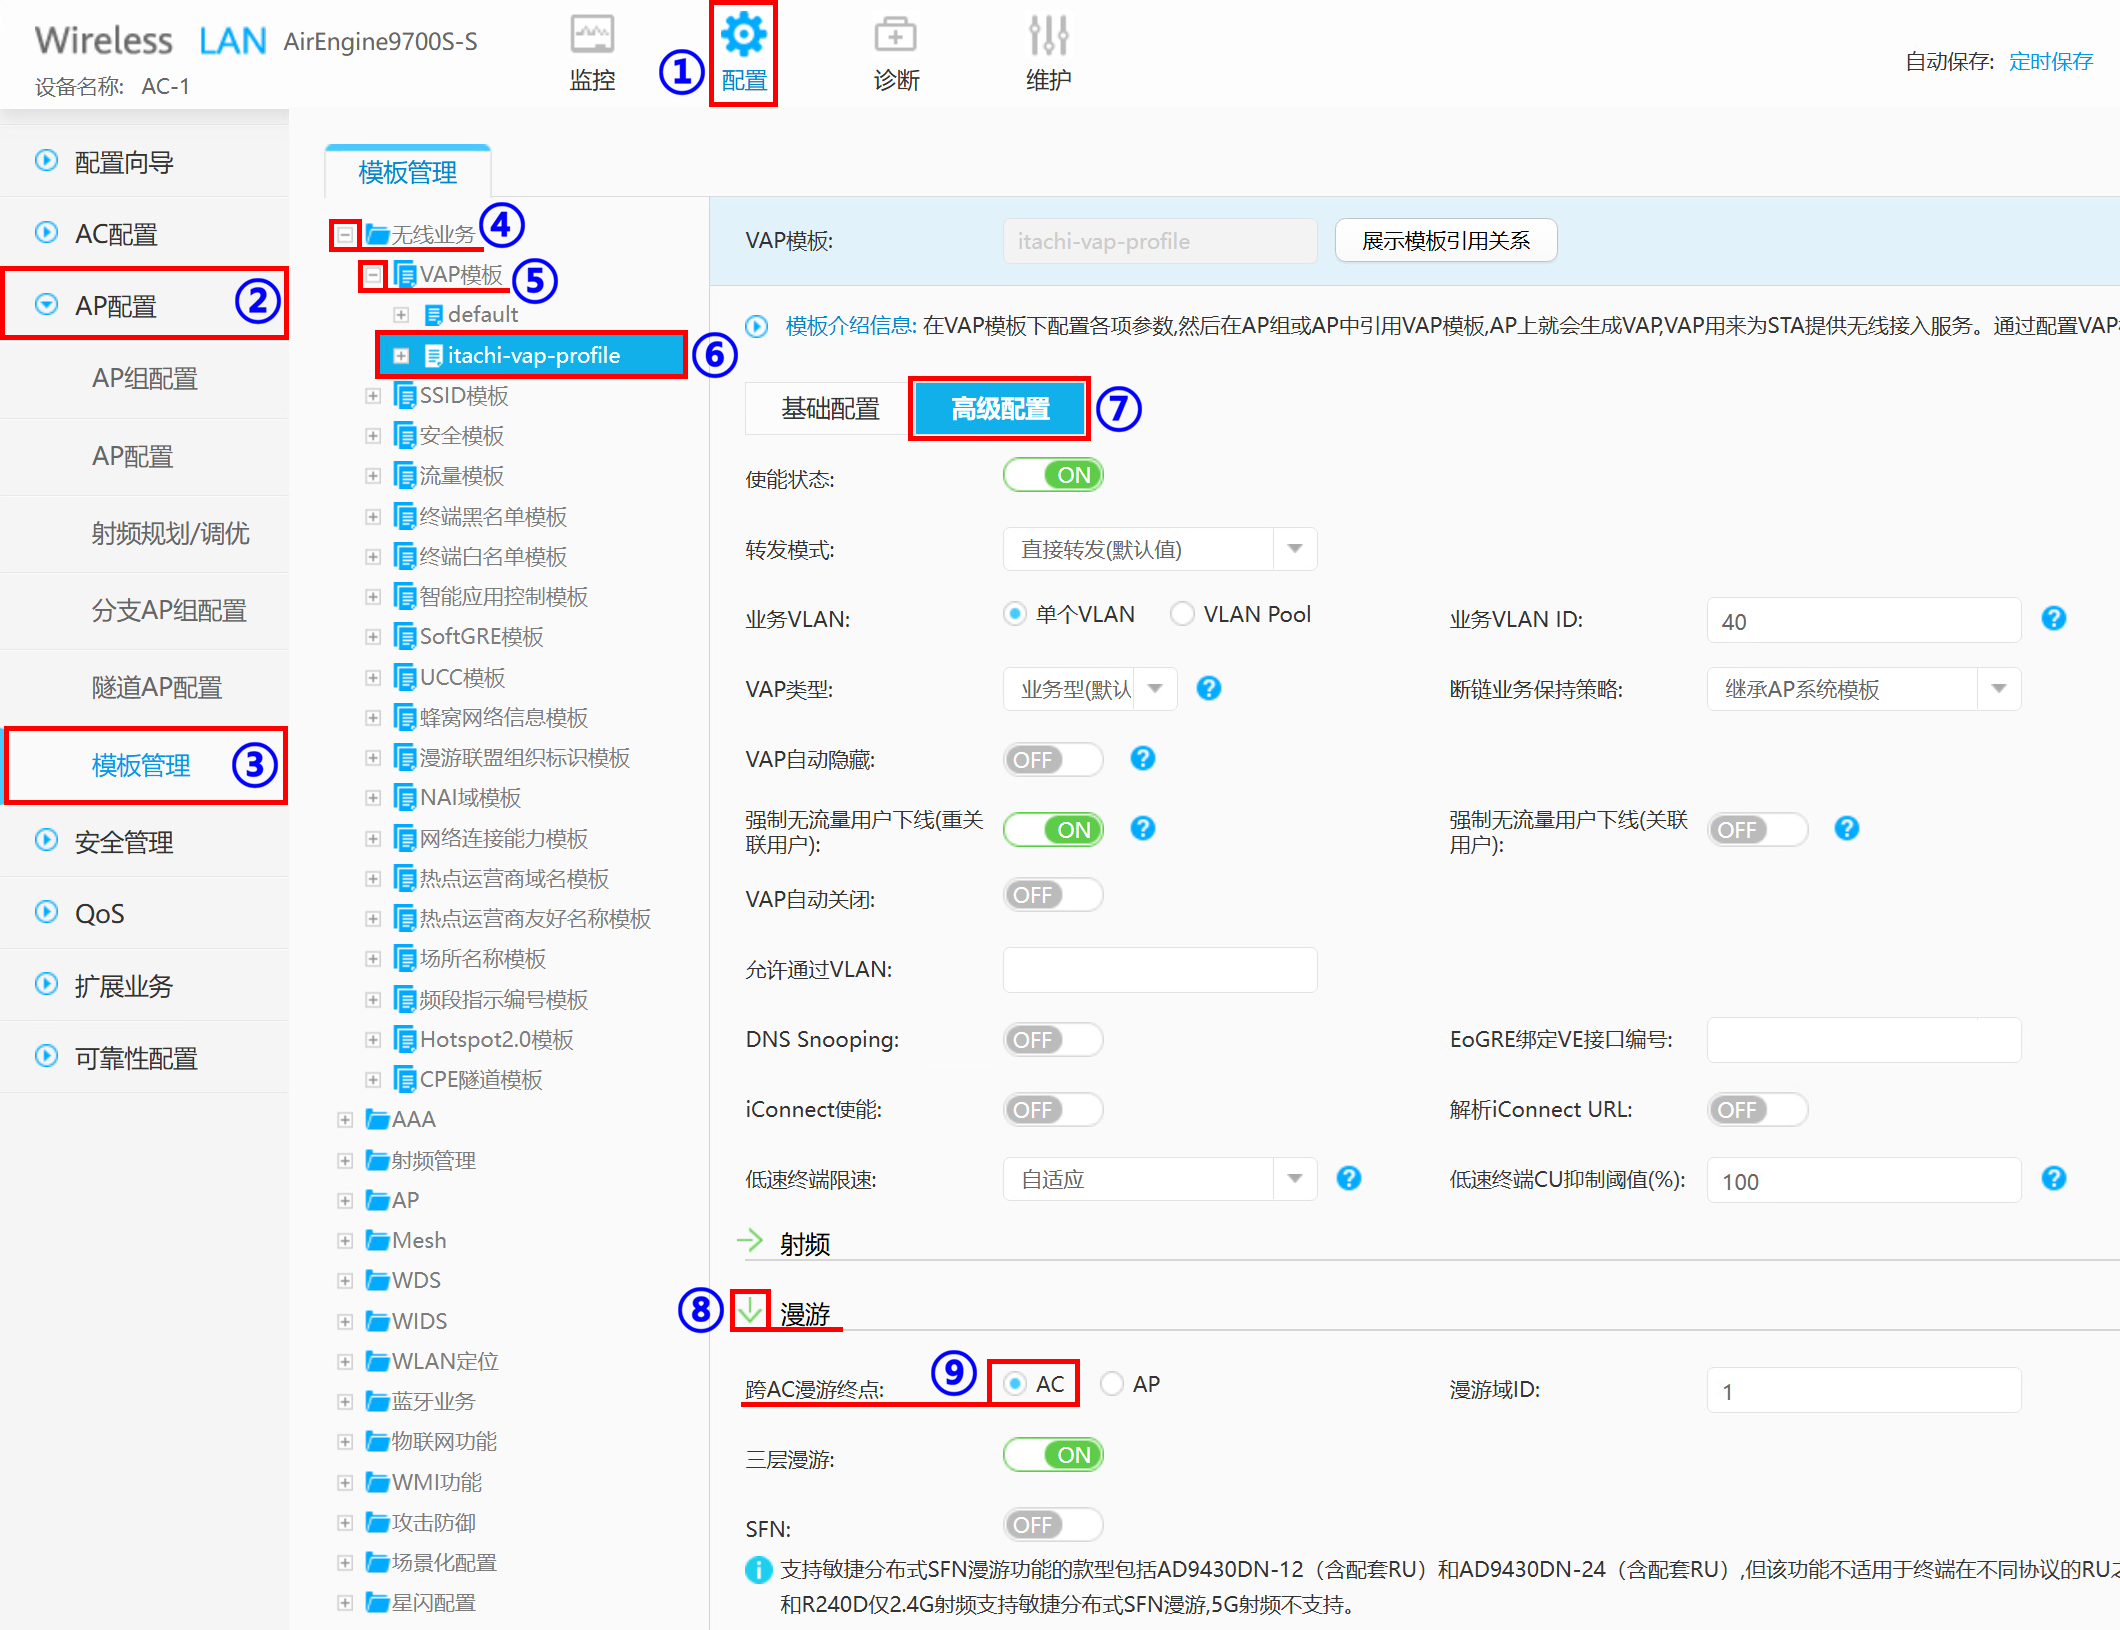 Wireless LAN AirEngine9700S-S
设备名称: AC-1
监控
① 配置
诊断
维护
自动保存: 定时保存
配置向导
AC配置
AP配置 ②
AP组配置
AP配置
射频规划/调优
分支AP组配置
隧道AP配置
模板管理 ③
安全管理
QoS
扩展业务
可靠性配置
模板管理
无线业务 ④
VAP模板 ⑤
default
itachi-vap-profile ⑥
SSID模板
安全模板
流量模板
终端黑名单模板
终端白名单模板
智能应用控制模板
SoftGRE模板
UCC模板
蜂窝网络信息模板
漫游联盟组织标识模板
NAI域模板
网络连接能力模板
热点运营商域名模板
热点运营商友好名称模板
场所名称模板
频段指示编号模板
Hotspot2.0模板
CPE隧道模板
AAA
射频管理
AP
Mesh
WDS
WIDS
WLAN定位
蓝牙业务
物联网功能
WMI功能
攻击防御
场景化配置
星闪配置
VAP模板: itachi-vap-profile 展示模板引用关系
模板介绍信息: 在VAP模板下配置各项参数,然后在AP组或AP中引用VAP模板,AP上就会生成VAP,VAP用来为STA提供无线接入服务。通过配置VAP
基础配置 高级配置 ⑦
使能状态: ON
转发模式: 直接转发(默认值)
业务VLAN: 单个VLAN VLAN Pool 业务VLAN ID: 40
VAP类型: 业务型(默认 断链业务保持策略: 继承AP系统模板
VAP自动隐藏: OFF
强制无流量用户下线(重关
联用户): ON
强制无流量用户下线(关联
用户): OFF
VAP自动关闭: OFF
允许通过VLAN:
DNS Snooping: OFF EoGRE绑定VE接口编号:
iConnect使能: OFF 解析iConnect URL: OFF
低速终端限速: 自适应 低速终端CU抑制阈值(%): 100
射频
⑧ 漫游
跨AC漫游终点: ⑨ AC AP 漫游域ID: 1
三层漫游: ON
SFN: OFF
支持敏捷分布式SFN漫游功能的款型包括AD9430DN-12（含配套RU）和AD9430DN-24（含配套RU）,但该功能不适用于终端在不同协议的RU之
和R240D仅2.4G射频支持敏捷分布式SFN漫游,5G射频不支持。